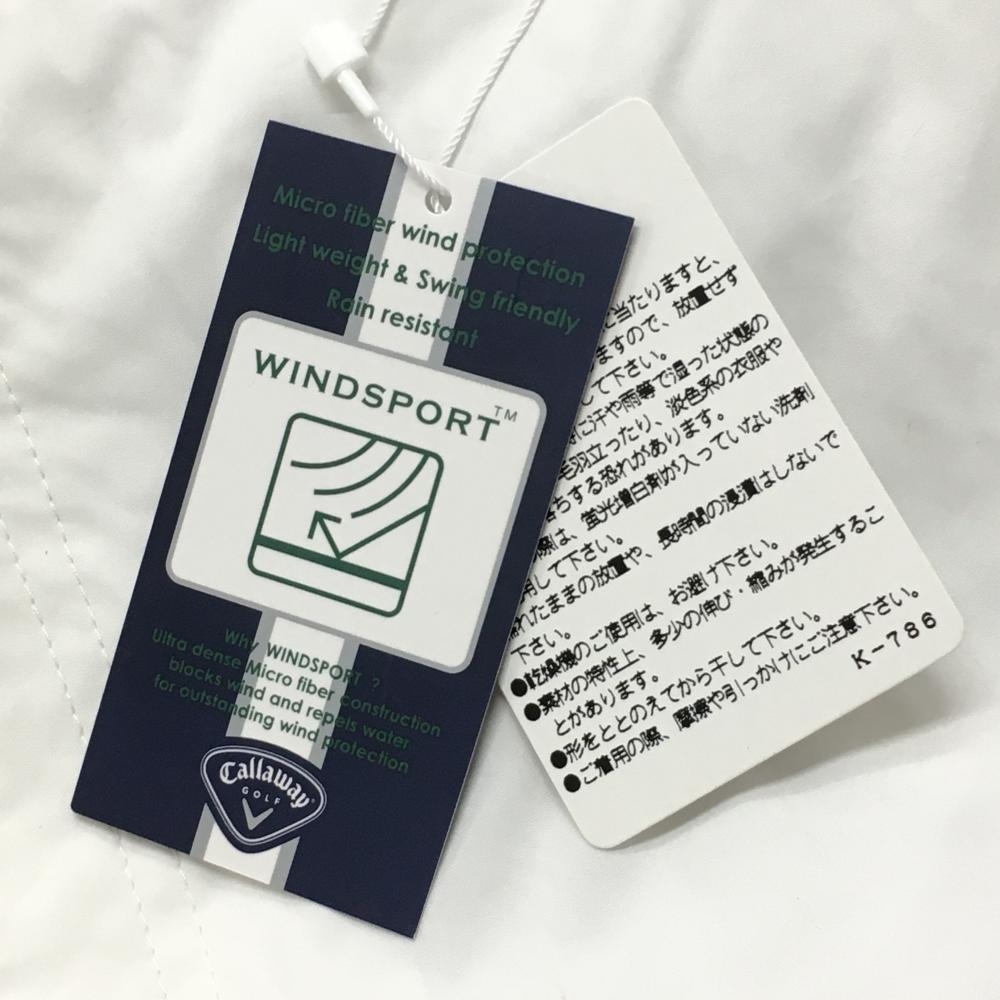 Micro fiber wind protection
Light weight & Swing friendly
Rain resistant
WINDSPORT™
Why WINDSPORT ?
Ultra dense Micro fiber construction
blocks wind and repels water
for outstanding wind protection
Callaway
GOLF
に当たりますと、
ますので、放置せず
して下さい。
に汗や雨等で湿った状態の
毛羽立ったり、淡色系の衣服や
ちする恐れがあります。
際は、蛍光増白剤が入っていない洗剤
用して下さい。
れたままの放置や、長時間の浸漬はしないで
下さい。
●乾燥機のご使用は、お避け下さい。
●素材の特性上、多少の伸び・縮みが発生するこ
とがあります。
●形をととのえてから干して下さい。
●ご着用の際、摩擦や引っかけにご注意下さい。
K-786